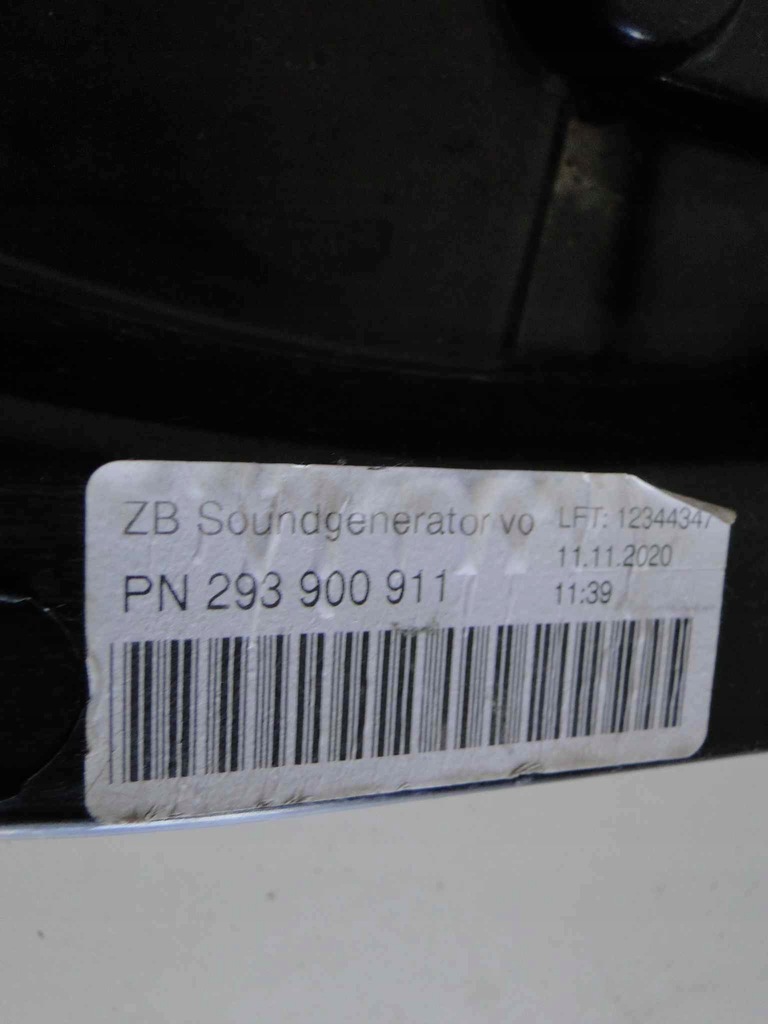 ZB Soundgenerator vo
LFT: 12344347
11.11.2020
PN 293 900 911
11:39